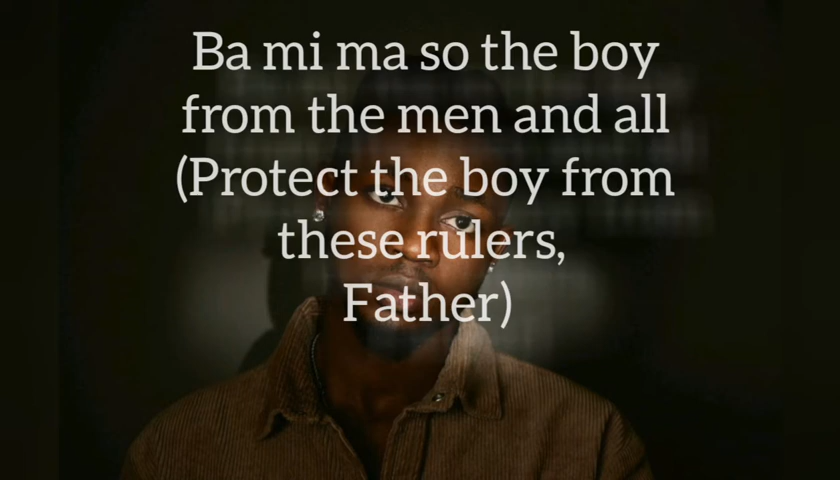 Ba mi ma so the boy
from the men and all
(Protect the boy from
these rulers,
Father)